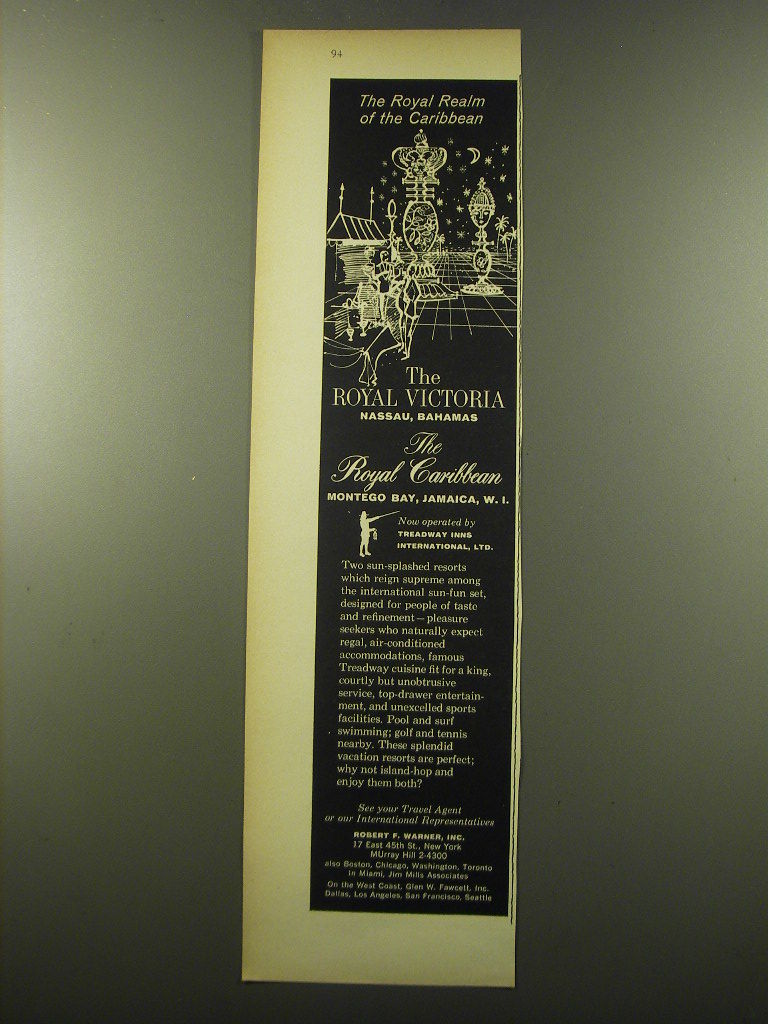 94
The Royal Realm
of the Caribbean
The
ROYAL VICTORIA
NASSAU, BAHAMAS
The
Royal Caribbean
MONTEGO BAY, JAMAICA, W. I.
Now operated by
TREADWAY INNS
INTERNATIONAL, LTD.
Two sun-splashed resorts
which reign supreme among
the international sun-fun set,
designed for people of taste
and refinement — pleasure
seekers who naturally expect
regal, air-conditioned
accommodations, famous
Treadway cuisine fit for a king,
courtly but unobtrusive
service, top-drawer entertain-
ment, and unexcelled sports
facilities. Pool and surf
swimming; golf and tennis
nearby. These splendid
vacation resorts are perfect;
why not island-hop and
enjoy them both?
See your Travel Agent
or our International Representatives
ROBERT F. WARNER, INC.
17 East 45th St., New York
MUrray Hill 2-4300
also Boston, Chicago, Washington, Toronto
In Miami, Jim Mills Associates
On the West Coast, Glen W. Fawcett, Inc.
Dallas, Los Angeles, San Francisco, Seattle